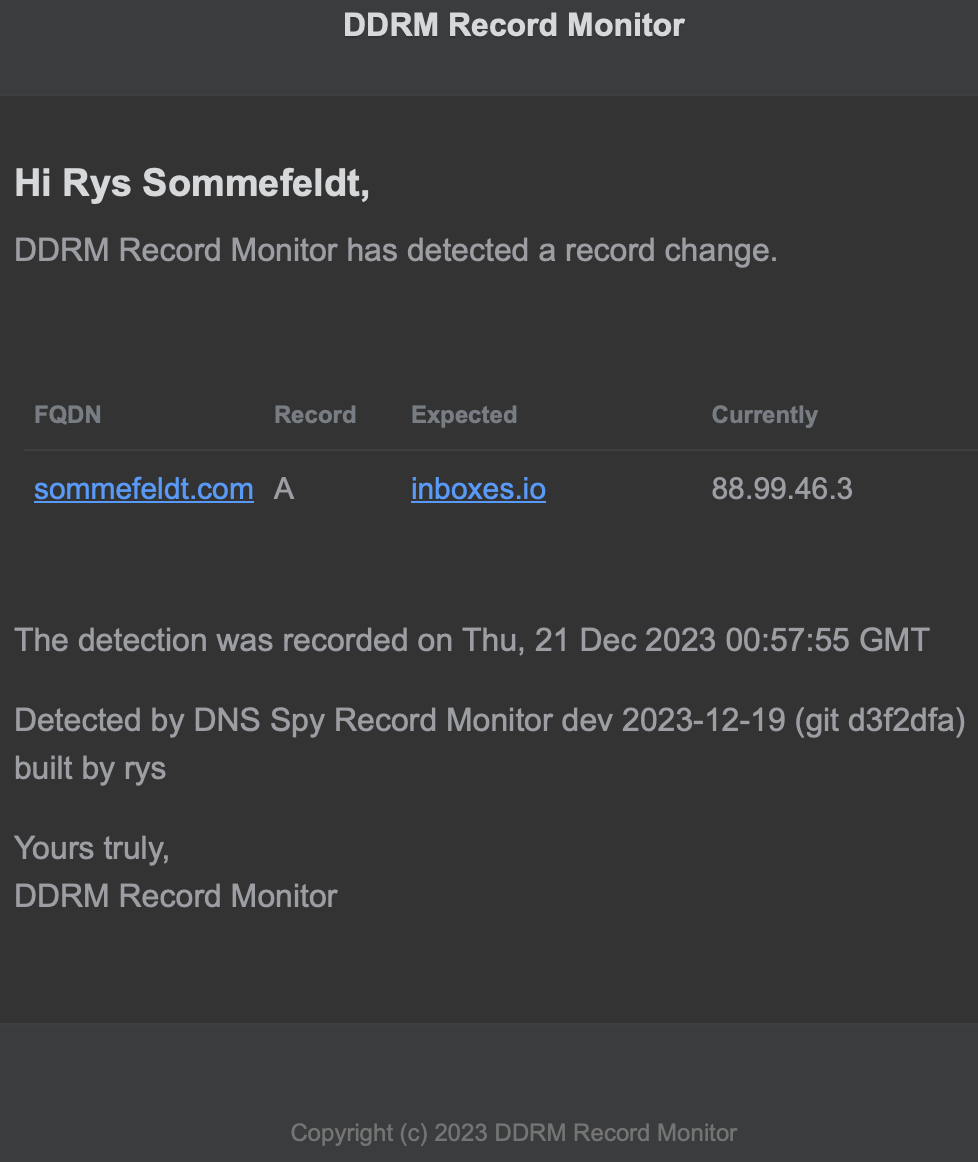 DDRM Record Monitor
Hi Rys Sommefeldt,
DDRM Record Monitor has detected a record change.
FQDN Record Expected Currently
sommefeldt.com A inboxes.io 88.99.46.3
The detection was recorded on Thu, 21 Dec 2023 00:57:55 GMT
Detected by DNS Spy Record Monitor dev 2023-12-19 (git d3f2dfa)
built by rys
Yours truly,
DDRM Record Monitor
Copyright (c) 2023 DDRM Record Monitor